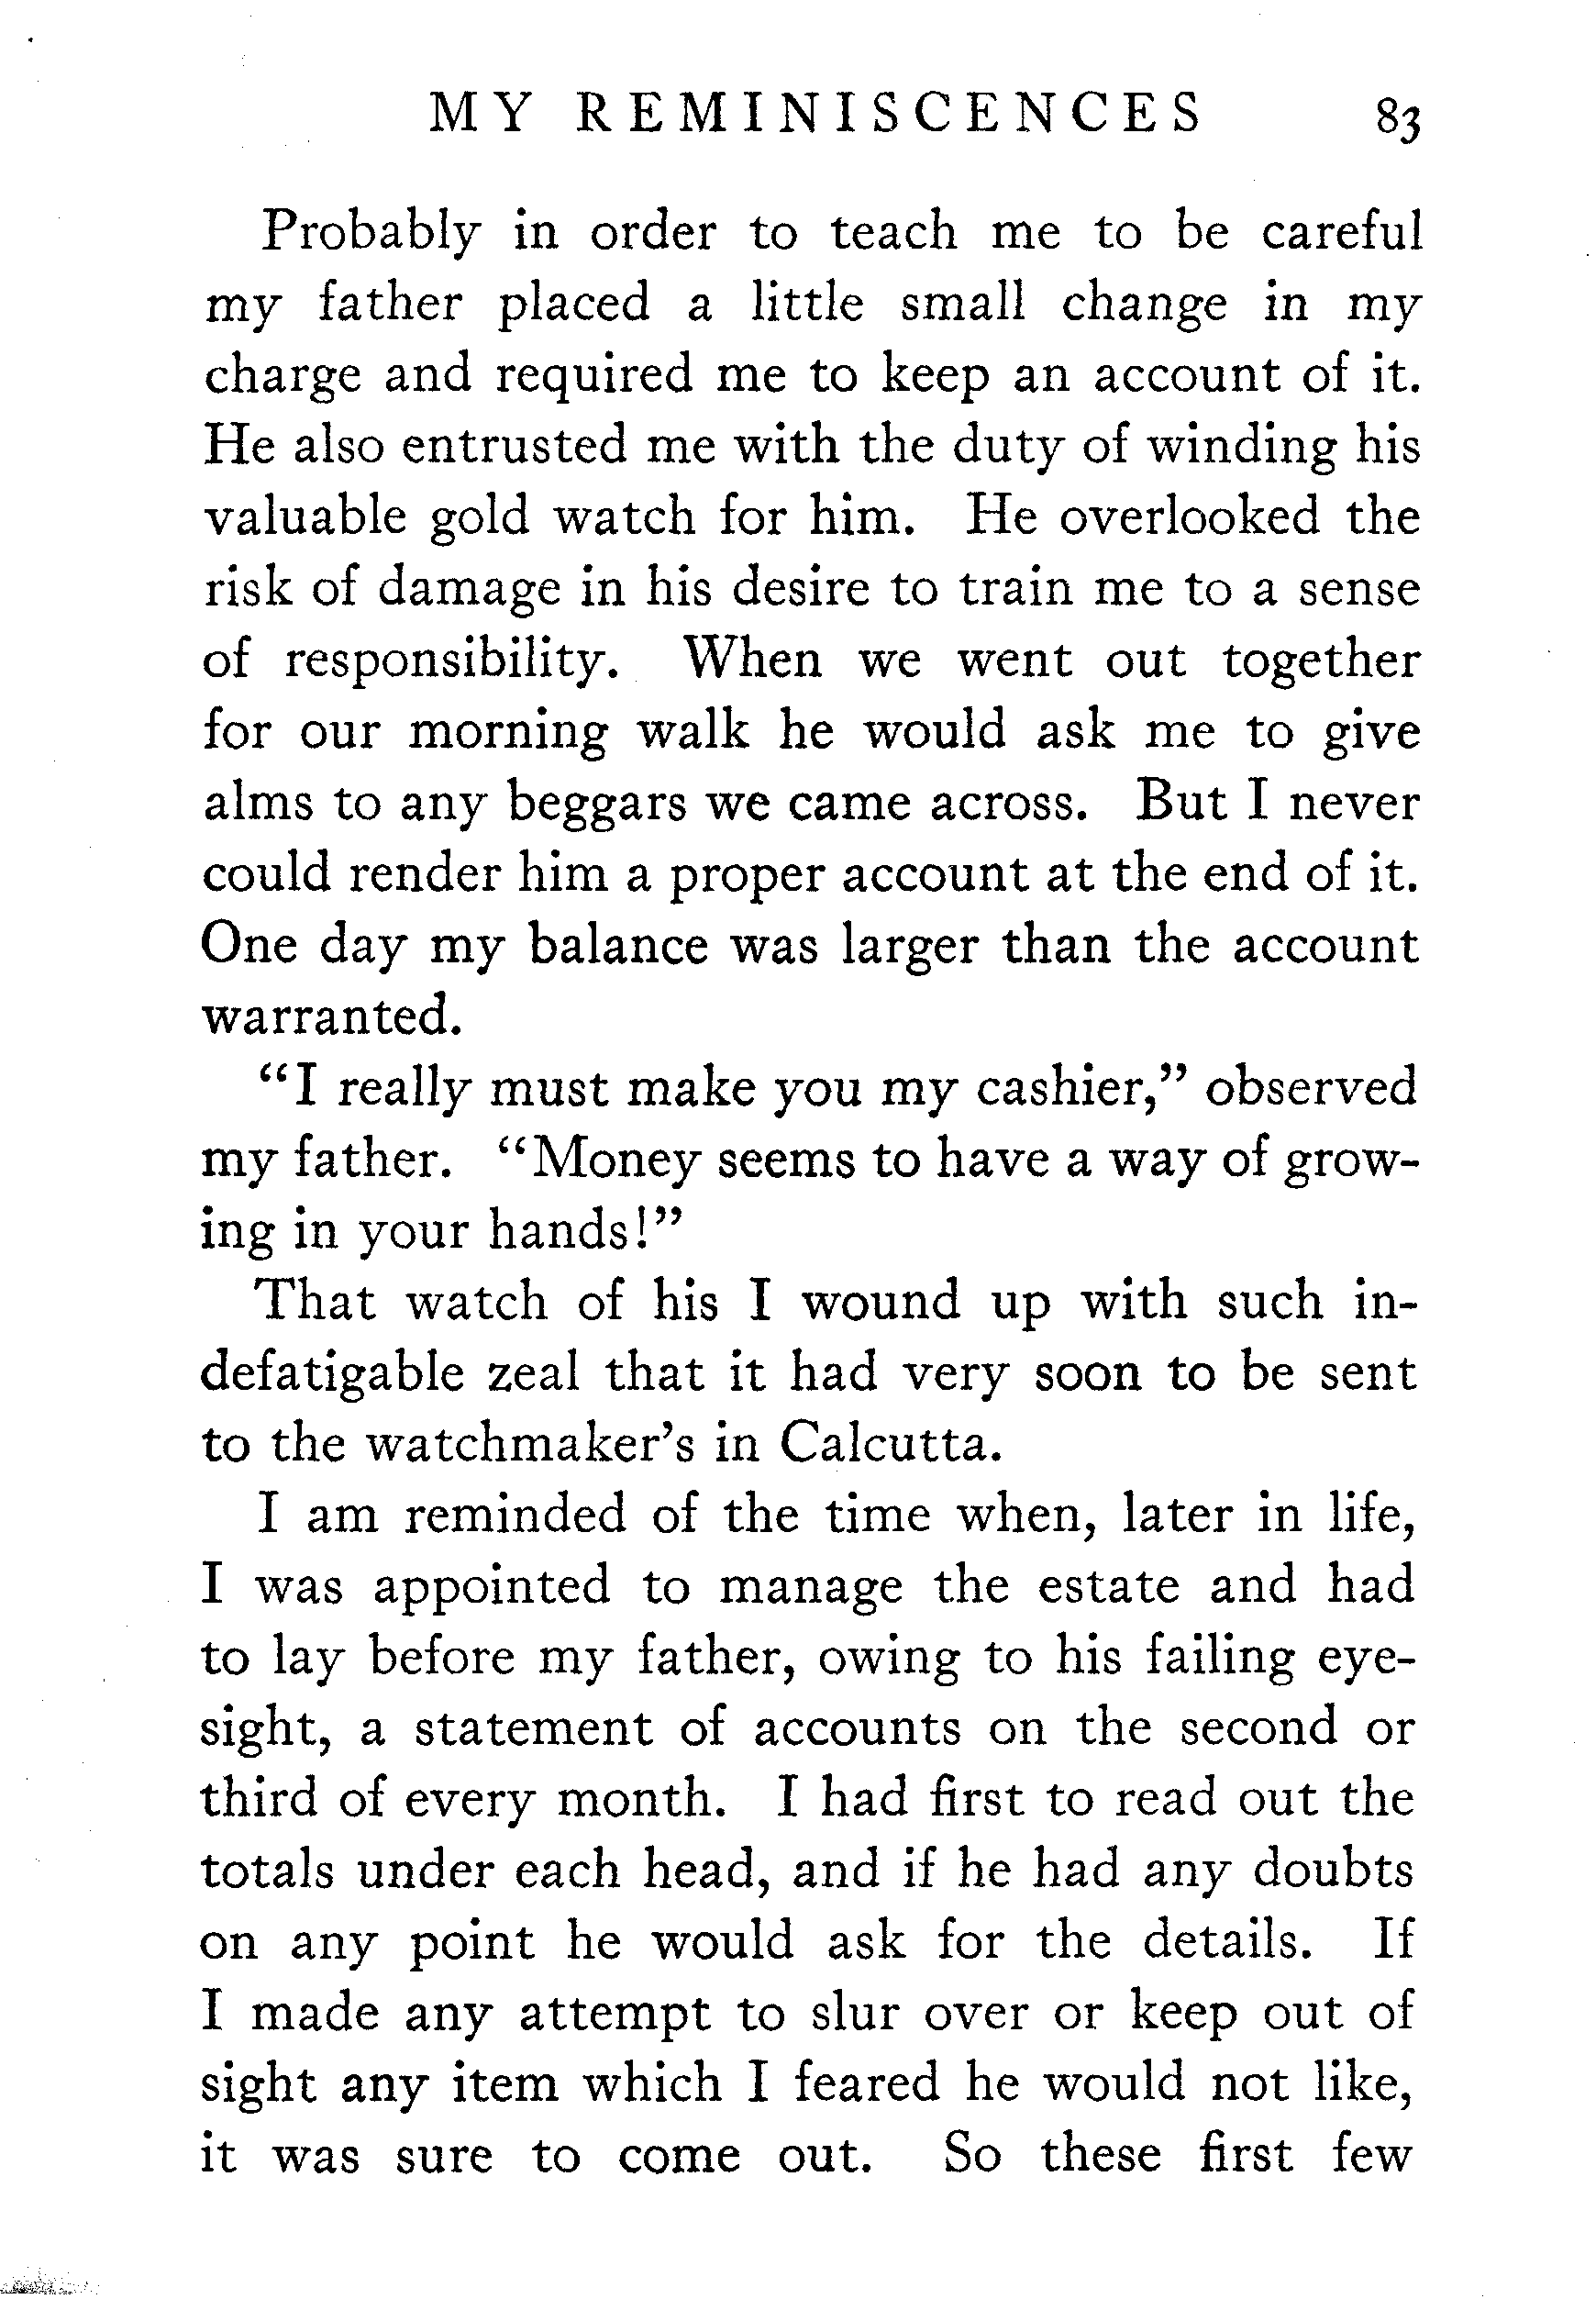 MY REMINISCENCES 83
Probably in order to teach me to be careful
my father placed a little small change in my
charge and required me to keep an account of it.
He also entrusted me with the duty of winding his
valuable gold watch for him. He overlooked the
risk of damage in his desire to train me to a sense
of responsibility. When we went out together
for our morning walk he would ask me to give
alms to any beggars we came across. But I never
could render him a proper account at the end of it.
One day my balance was larger than the account
warranted.
“I really must make you my cashier,” observed
my father. “Money seems to have a way of grow-
ing in your hands!”
That watch of his I wound up with such in-
defatigable zeal that it had very soon to be sent
to the watchmaker’s in Calcutta.
I am reminded of the time when, later in life,
I was appointed to manage the estate and had
to lay before my father, owing to his failing eye-
sight, a statement of accounts on the second or
third of every month. I had first to read out the
totals under each head, and if he had any doubts
on any point he would ask for the details. If
I made any attempt to slur over or keep out of
sight any item which I feared he would not like,
it was sure to come out. So these first few